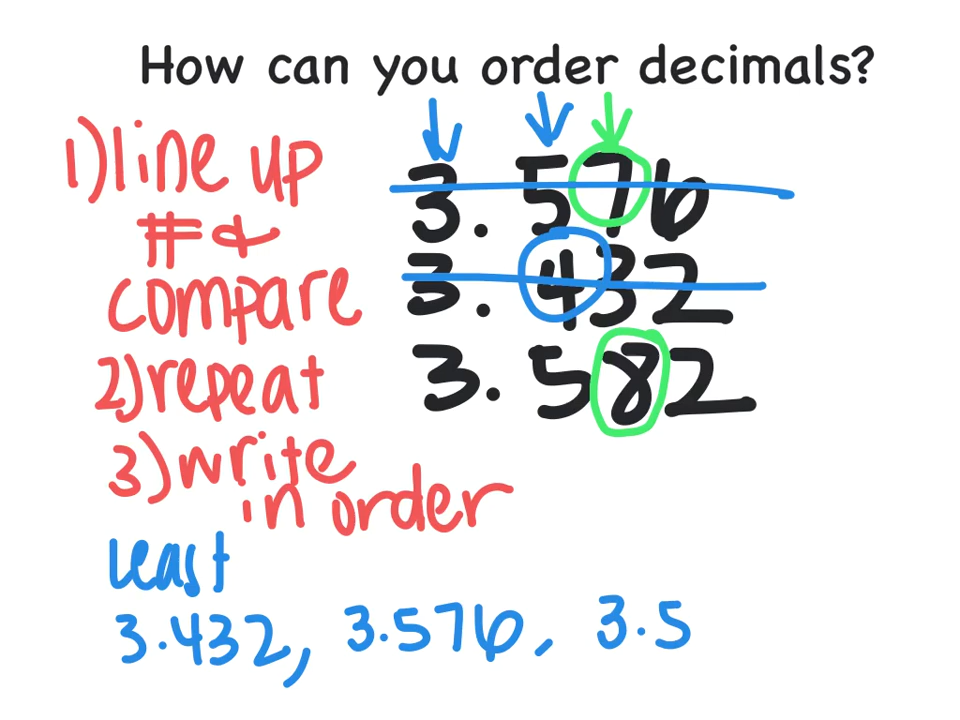 How can you order decimals?
1) line up
# &
compare
2) repeat
3) write
in order
3.576
3.432
3.582
least
3.432, 3.576, 3.5